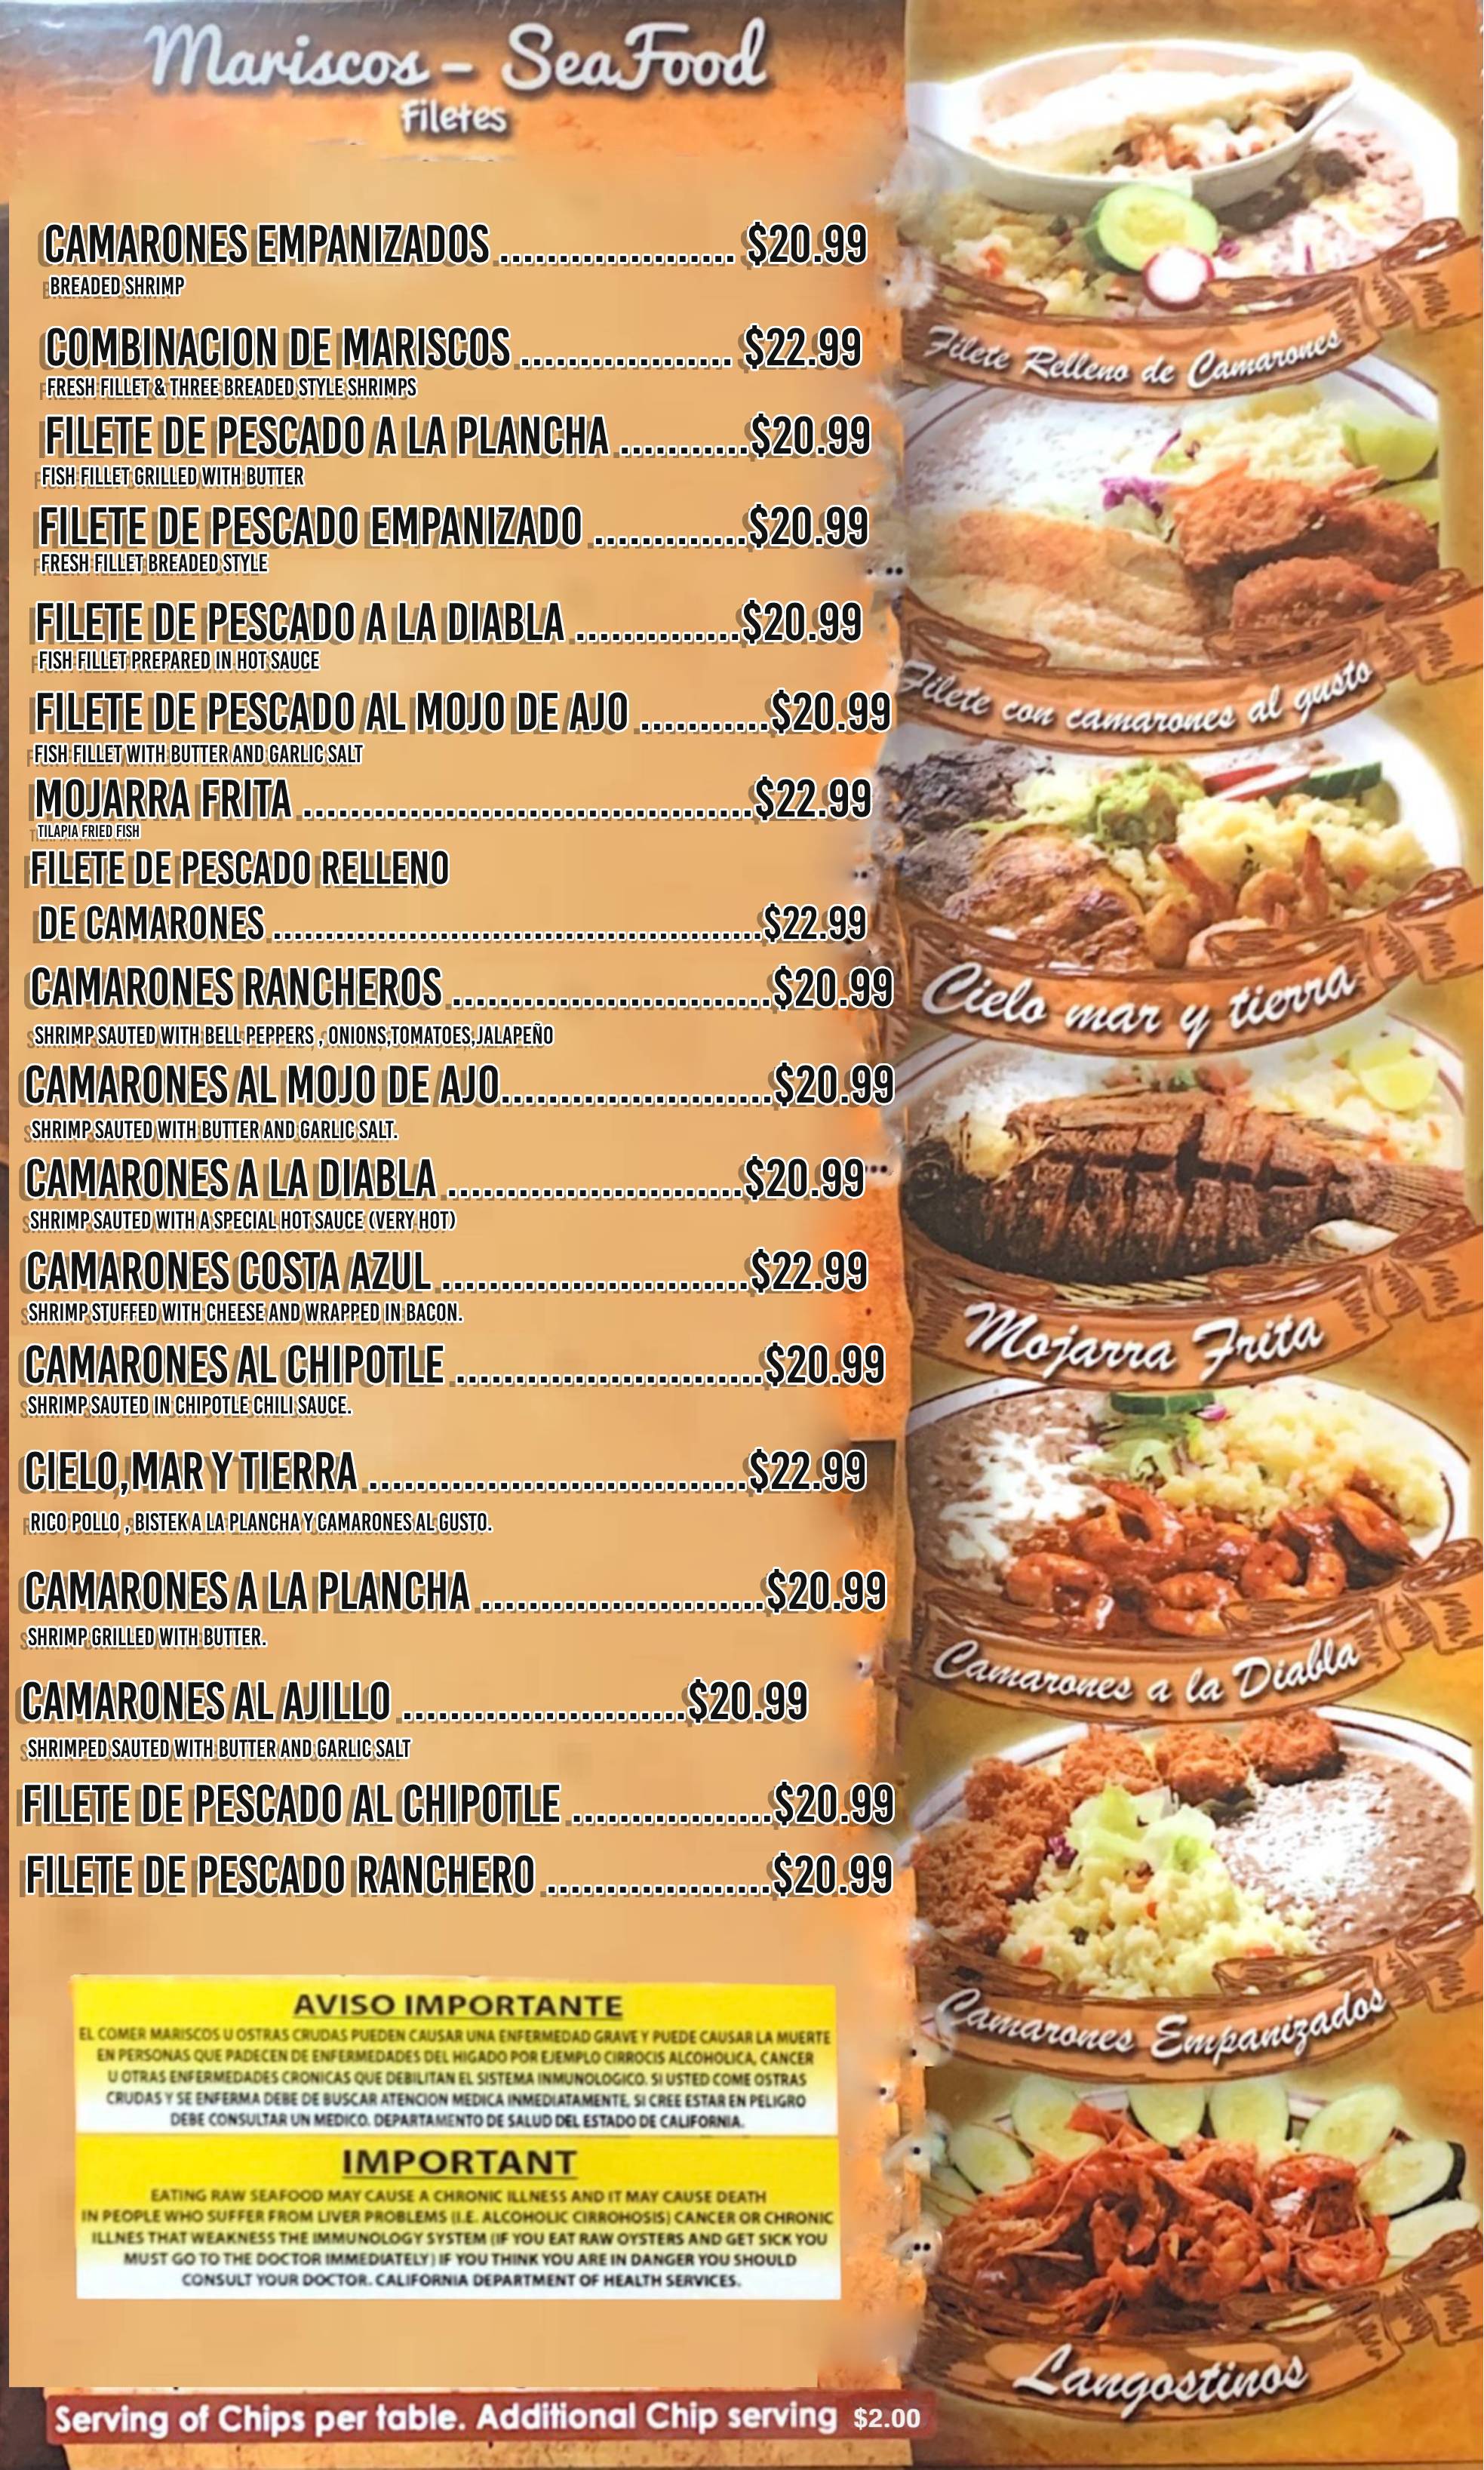 Mariscos - SeaFood
Filetes
CAMARONES EMPANIZADOS .................... $20.99
BREADED SHRIMP
COMBINACION DE MARISCOS .................. $22.99
FRESH FILLET & THREE BREADED STYLE SHRIMPS
FILETE DE PESCADO A LA PLANCHA ...........$20.99
FISH FILLET GRILLED WITH BUTTER
FILETE DE PESCADO EMPANIZADO .............$20.99
FRESH FILLET BREADED STYLE
FILETE DE PESCADO A LA DIABLA ..............$20.99
FISH FILLET PREPARED IN HOT SAUCE
FILETE DE PESCADO AL MOJO DE AJO ...........$20.99
FISH FILLET WITH BUTTER AND GARLIC SALT
MOJARRA FRITA ......................................$22.99
TILAPIA FRIED FISH
FILETE DE PESCADO RELLENO
DE CAMARONES ...............................................$22.99
CAMARONES RANCHEROS ...........................$20.99
SHRIMP SAUTED WITH BELL PEPPERS , ONIONS,TOMATOES,JALAPEÑO
CAMARONES AL MOJO DE AJO.......................$20.99
SHRIMP SAUTED WITH BUTTER AND GARLIC SALT.
CAMARONES A LA DIABLA .........................$20.99
SHRIMP SAUTED WITH A SPECIAL HOT SAUCE (VERY HOT)
CAMARONES COSTA AZUL ..........................$22.99
SHRIMP STUFFED WITH CHEESE AND WRAPPED IN BACON.
CAMARONES AL CHIPOTLE ..........................$20.99
SHRIMP SAUTED IN CHIPOTLE CHILI SAUCE.
CIELO,MAR Y TIERRA ................................$22.99
RICO POLLO , BISTEK A LA PLANCHA Y CAMARONES AL GUSTO.
CAMARONES A LA PLANCHA ........................$20.99
SHRIMP GRILLED WITH BUTTER.
CAMARONES AL AJILLO ........................$20.99
SHRIMPED SAUTED WITH BUTTER AND GARLIC SALT
FILETE DE PESCADO AL CHIPOTLE .................$20.99
FILETE DE PESCADO RANCHERO ...................$20.99
AVISO IMPORTANTE
EL COMER MARISCOS U OSTRAS CRUDAS PUEDEN CAUSAR UNA ENFERMEDAD GRAVE Y PUEDE CAUSAR LA MUERTE
EN PERSONAS QUE PADECEN DE ENFERMEDADES DEL HIGADO POR EJEMPLO CIRROCIS ALCOHOLICA, CANCER
U OTRAS ENFERMEDADES CRONICAS QUE DEBILITAN EL SISTEMA INMUNOLOGICO. SI USTED COME OSTRAS
CRUDAS Y SE ENFERMA DEBE DE BUSCAR ATENCION MEDICA INMEDIATAMENTE, SI CREE ESTAR EN PELIGRO
DEBE CONSULTAR UN MEDICO. DEPARTAMENTO DE SALUD DEL ESTADO DE CALIFORNIA.
IMPORTANT
EATING RAW SEAFOOD MAY CAUSE A CHRONIC ILLNESS AND IT MAY CAUSE DEATH
IN PEOPLE WHO SUFFER FROM LIVER PROBLEMS (I.E. ALCOHOLIC CIRROHOSIS) CANCER OR CHRONIC
ILLNES THAT WEAKNESS THE IMMUNOLOGY SYSTEM (IF YOU EAT RAW OYSTERS AND GET SICK YOU
MUST GO TO THE DOCTOR IMMEDIATELY) IF YOU THINK YOU ARE IN DANGER YOU SHOULD
CONSULT YOUR DOCTOR. CALIFORNIA DEPARTMENT OF HEALTH SERVICES.
Serving of Chips per table. Additional Chip serving $2.00
Filete Relleno de Camarones
Filete con camarones al gusto
Cielo mar y tierra
Mojarra Frita
Camarones a la Diabla
Camarones Empanizados
Langostinos